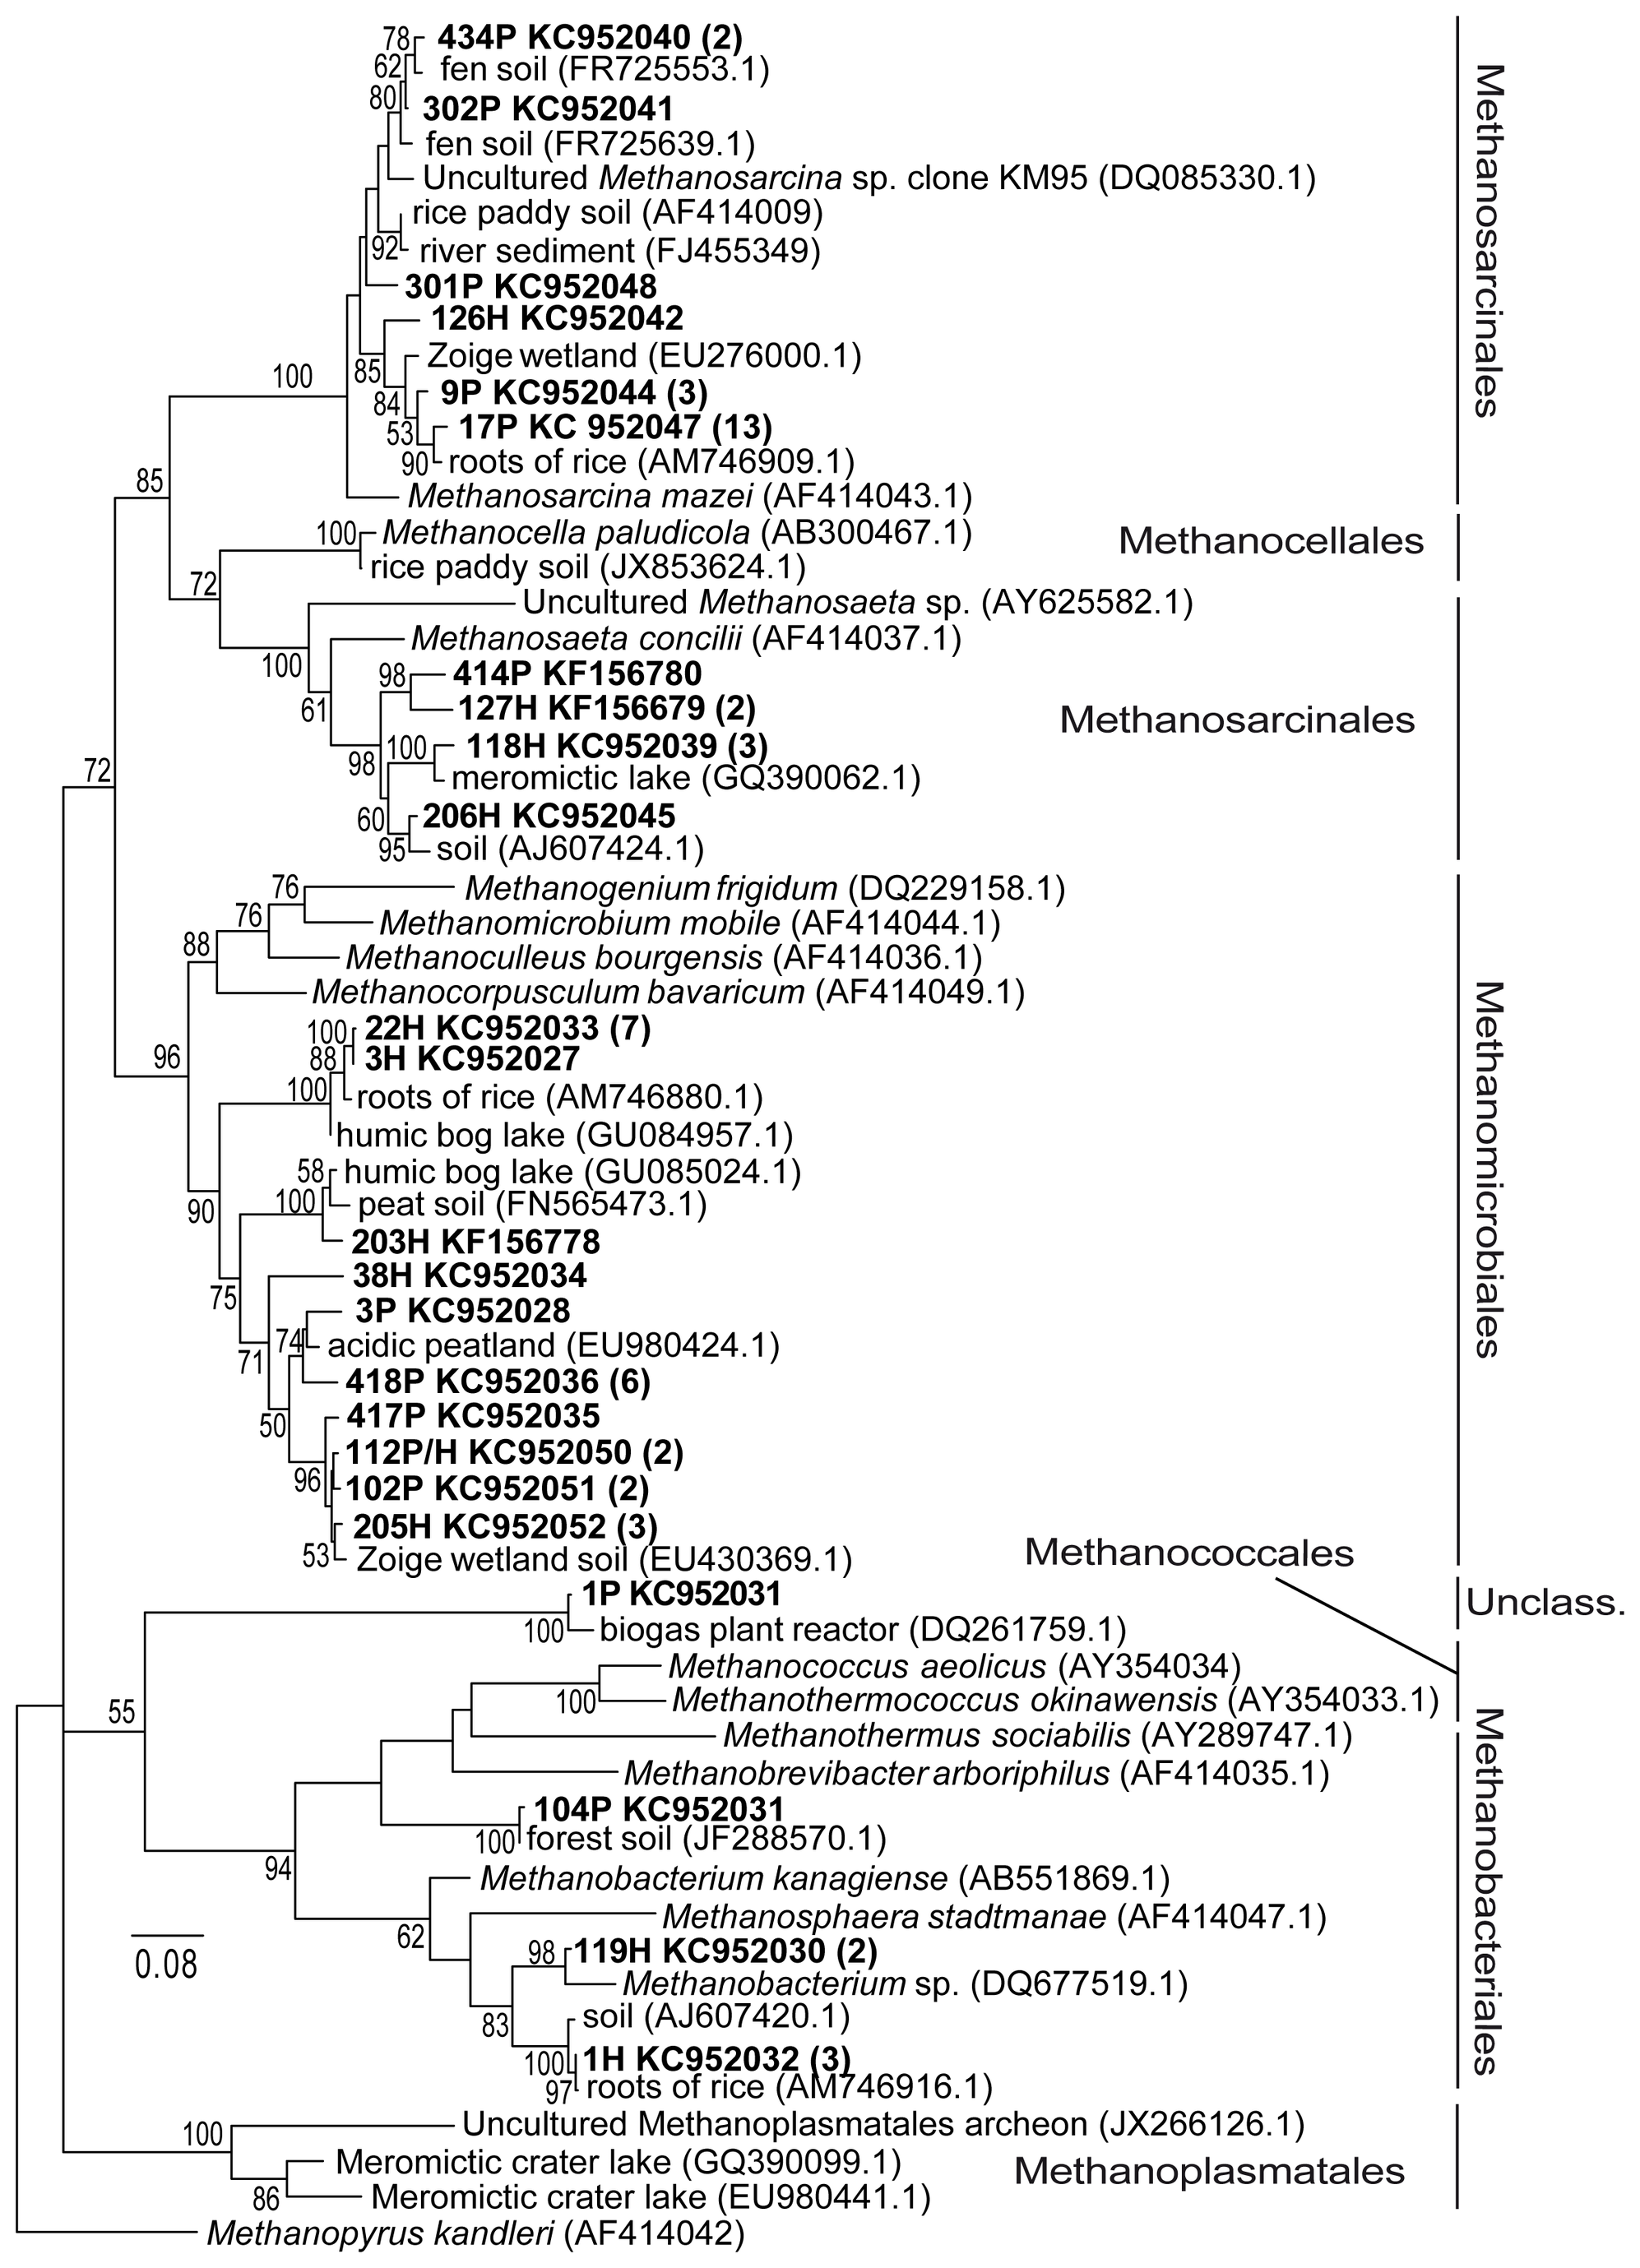 78 434P KC952040 (2)
62 fen soil (FR725553.1)
80 302P KC952041
fen soil (FR725639.1)
Uncultured Methanosarcina sp. clone KM95 (DQ085330.1)
rice paddy soil (AF414009)
92 river sediment (FJ455349)
301P KC952048
126H KC952042
Zoige wetland (EU276000.1)
85
100
9P KC952044 (3)
84
17P KC 952047 (13)
53
90 roots of rice (AM746909.1)
Methanosarcina mazei (AF414043.1)
Methanosarcinales
85
100 Methanocella paludicola (AB300467.1)
rice paddy soil (JX853624.1)
Methanocellales
72
Uncultured Methanosaeta sp. (AY625582.1)
Methanosaeta concilii (AF414037.1)
100
98 414P KF156780
127H KF156679 (2)
61
Methanosarcinales
100 118H KC952039 (3)
98
meromictic lake (GQ390062.1)
72
206H KC952045
60
95 soil (AJ607424.1)
76 Methanogenium frigidum (DQ229158.1)
76 Methanomicrobium mobile (AF414044.1)
88 Methanoculleus bourgensis (AF414036.1)
Methanocorpusculum bavaricum (AF414049.1)
100 22H KC952033 (7)
88 3H KC952027
96
100 roots of rice (AM746880.1)
humic bog lake (GU084957.1)
58 humic bog lake (GU085024.1)
100 peat soil (FN565473.1)
90
203H KF156778
38H KC952034
75
3P KC952028
74 acidic peatland (EU980424.1)
71
418P KC952036 (6)
417P KC952035
50
112P/H KC952050 (2)
96
102P KC952051 (2)
205H KC952052 (3)
53 Zoige wetland soil (EU430369.1)
Methanomicrobiales
Methanococcales
1P KC952031
100 biogas plant reactor (DQ261759.1)
Unclass.
Methanococcus aeolicus (AY354034)
100 Methanothermococcus okinawensis (AY354033.1)
55
Methanothermus sociabilis (AY289747.1)
Methanobrevibacter arboriphilus (AF414035.1)
104P KC952031
100 forest soil (JF288570.1)
94
Methanobacterium kanagiense (AB551869.1)
Methanosphaera stadtmanae (AF414047.1)
62
98 119H KC952030 (2)
0.08
Methanobacterium sp. (DQ677519.1)
soil (AJ607420.1)
83
100 1H KC952032 (3)
97 roots of rice (AM746916.1)
Methanobacteriales
100 Uncultured Methanoplasmatales archeon (JX266126.1)
Meromictic crater lake (GQ390099.1)
Methanoplasmatales
86 Meromictic crater lake (EU980441.1)
Methanopyrus kandleri (AF414042)